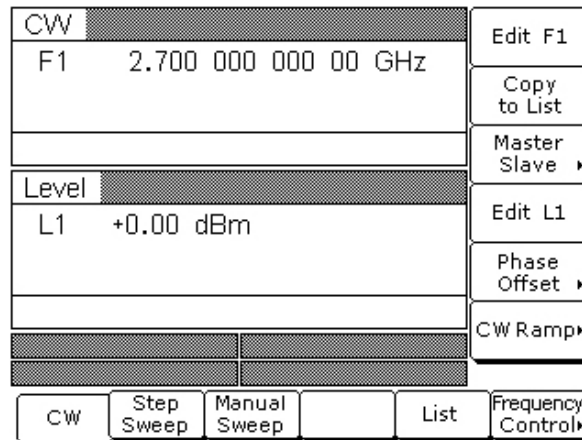 CW
F1 2.700 000 000 00 GHz
Level
L1 +0.00 dBm
Edit F1
Copy
to List
Master
Slave
Edit L1
Phase
Offset
CW Ramp
CW
Step
Sweep
Manual
Sweep
List
Frequency
Control